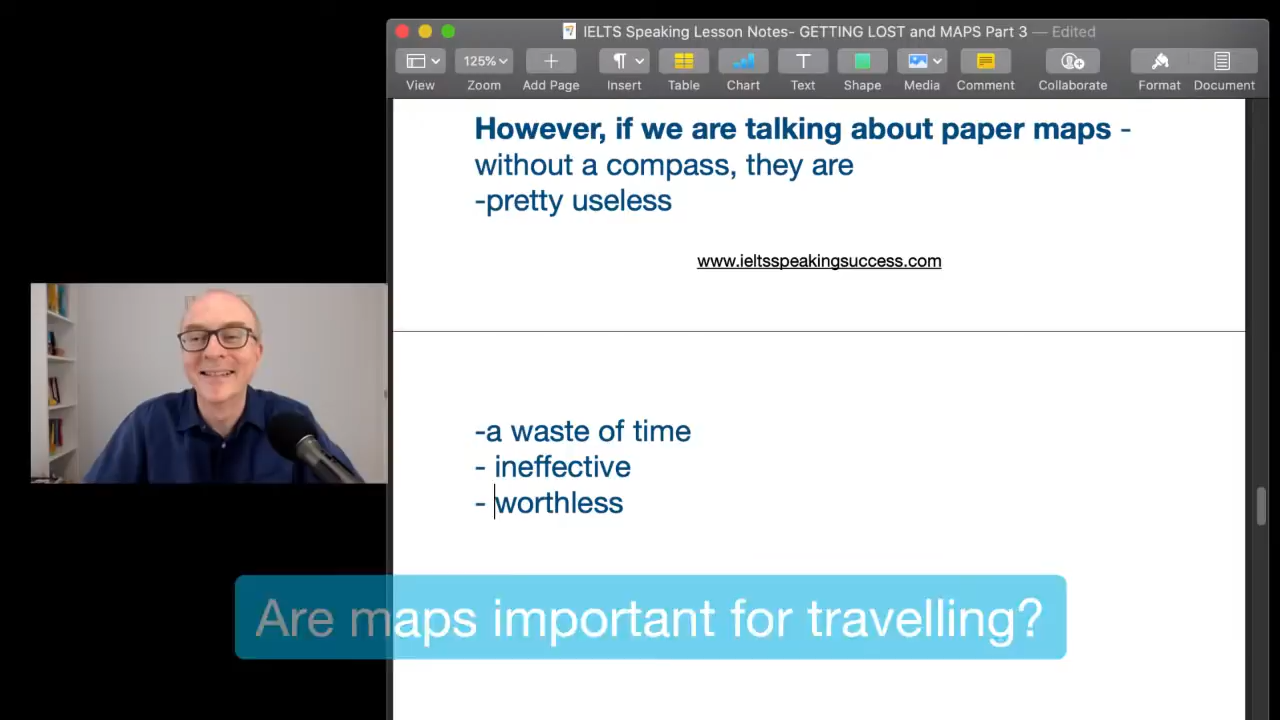 IELTS Speaking Lesson Notes- GETTING LOST and MAPS Part 3 — Edited
125%
View Zoom Add Page Insert Table Chart Text Shape Media Comment Collaborate Format Document
However, if we are talking about paper maps -
without a compass, they are
-pretty useless
www.ieltsspeakingsuccess.com
-a waste of time
- ineffective
- worthless
Are maps important for travelling?